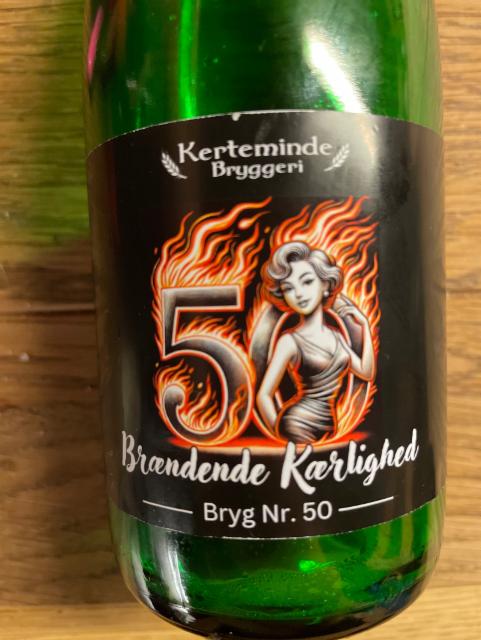 Kerteminde
Bryggeri
50
Brændende Kærlighed
Bryg Nr. 50